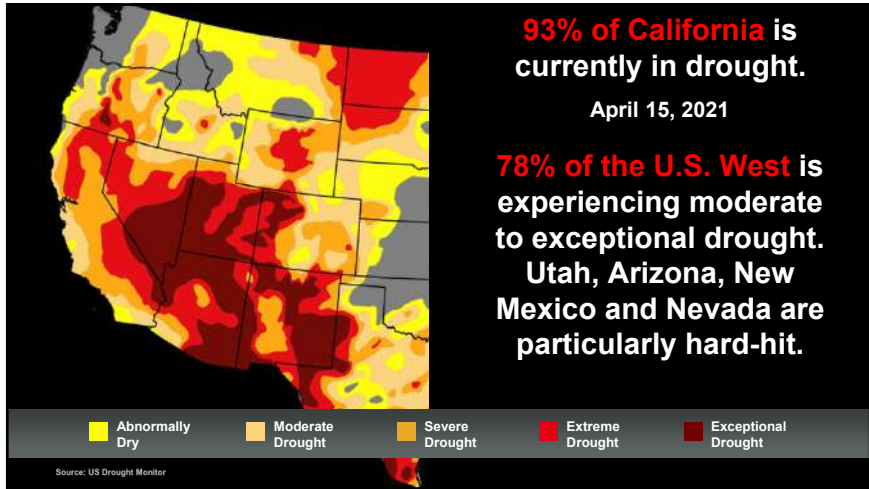 93% of California is
currently in drought.
April 15, 2021
78% of the U.S. West is
experiencing moderate
to exceptional drought.
Utah, Arizona, New
Mexico and Nevada are
particularly hard-hit.
Abnormally
Dry
Moderate
Drought
Severe
Drought
Extreme
Drought
Exceptional
Drought
Source: US Drought Monitor